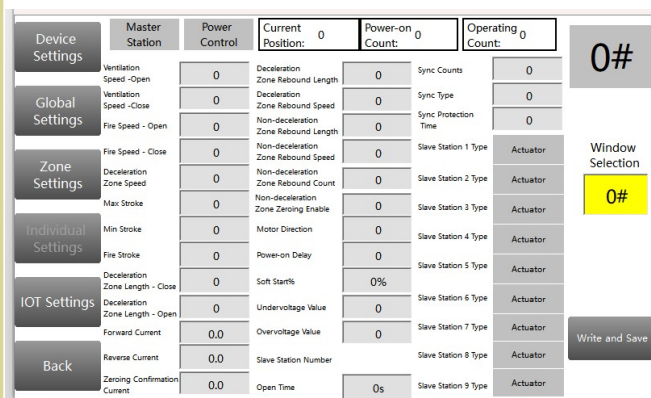 Device
Settings
Global
Settings
Zone
Settings
Individual
Settings
IOT Settings
Back
Master
Station
Power
Control
Current
Position: 0
Power-on
Count: 0
Operating
Count: 0
0#
Ventilation
Speed -Open 0
Ventilation
Speed -Close 0
Fire Speed - Open 0
Fire Speed - Close 0
Deceleration
Zone Speed 0
Max Stroke 0
Min Stroke 0
Fire Stroke 0
Deceleration
Zone Length - Close 0
Deceleration
Zone Length - Open 0
Forward Current 0.0
Reverse Current 0.0
Zeroing Confirmation
Current 0.0
Deceleration
Zone Rebound Length 0
Deceleration
Zone Rebound Speed 0
Non-deceleration
Zone Rebound Length 0
Non-deceleration
Zone Rebound Speed 0
Non-deceleration
Zone Rebound Count 0
Non-deceleration
Zone Zeroing Enable 0
Motor Direction 0
Power-on Delay 0
Soft Start% 0%
Undervoltage Value 0
Overvoltage Value 0
Slave Station Number
Open Time 0s
Sync Counts 0
Sync Type 0
Sync Protection
Time 0
Slave Station 1 Type Actuator
Slave Station 2 Type Actuator
Slave Station 3 Type Actuator
Slave Station 4 Type Actuator
Slave Station 5 Type Actuator
Slave Station 6 Type Actuator
Slave Station 7 Type Actuator
Slave Station 8 Type Actuator
Slave Station 9 Type Actuator
Window
Selection
0#
Write and Save